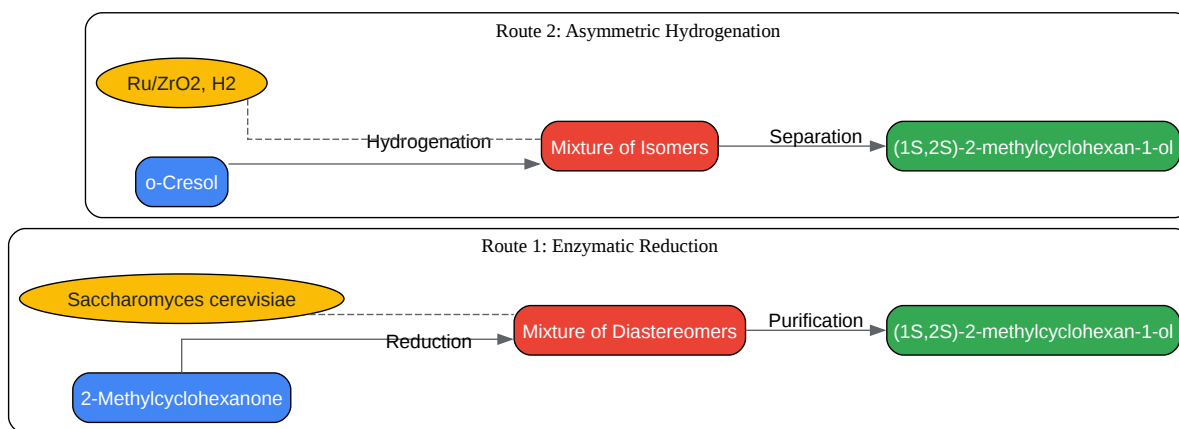 Route 2: Asymmetric Hydrogenation
Ru/ZrO2, H2
Hydrogenation
Mixture of Isomers
Separation
(1S,2S)-2-methylcyclohexan-1-ol
o-Cresol
Route 1: Enzymatic Reduction
Saccharomyces cerevisiae
Reduction
Mixture of Diastereomers
Purification
(1S,2S)-2-methylcyclohexan-1-ol
2-Methylcyclohexanone